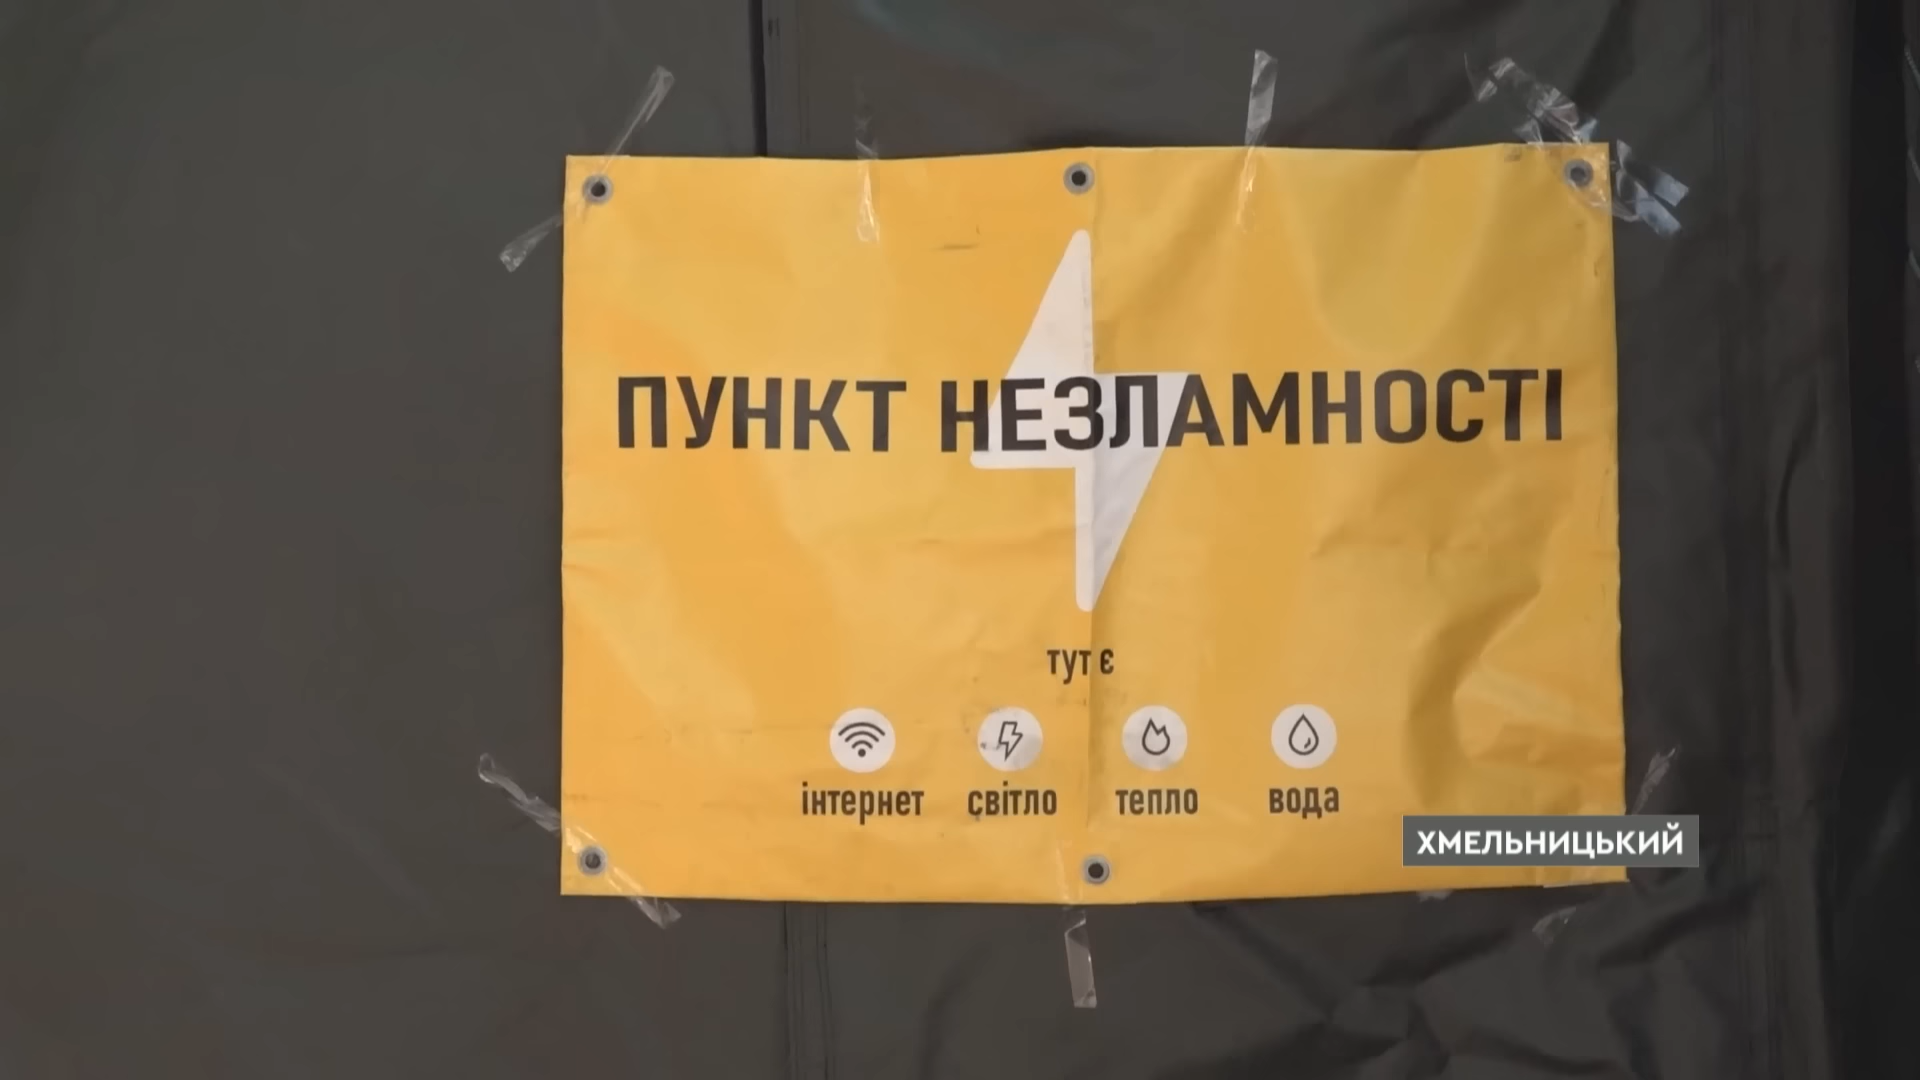 ПУНКТ НЕЗЛАМНОСТІ
тут є
інтернет світло тепло вода
ХМЕЛЬНИЦЬКИЙ